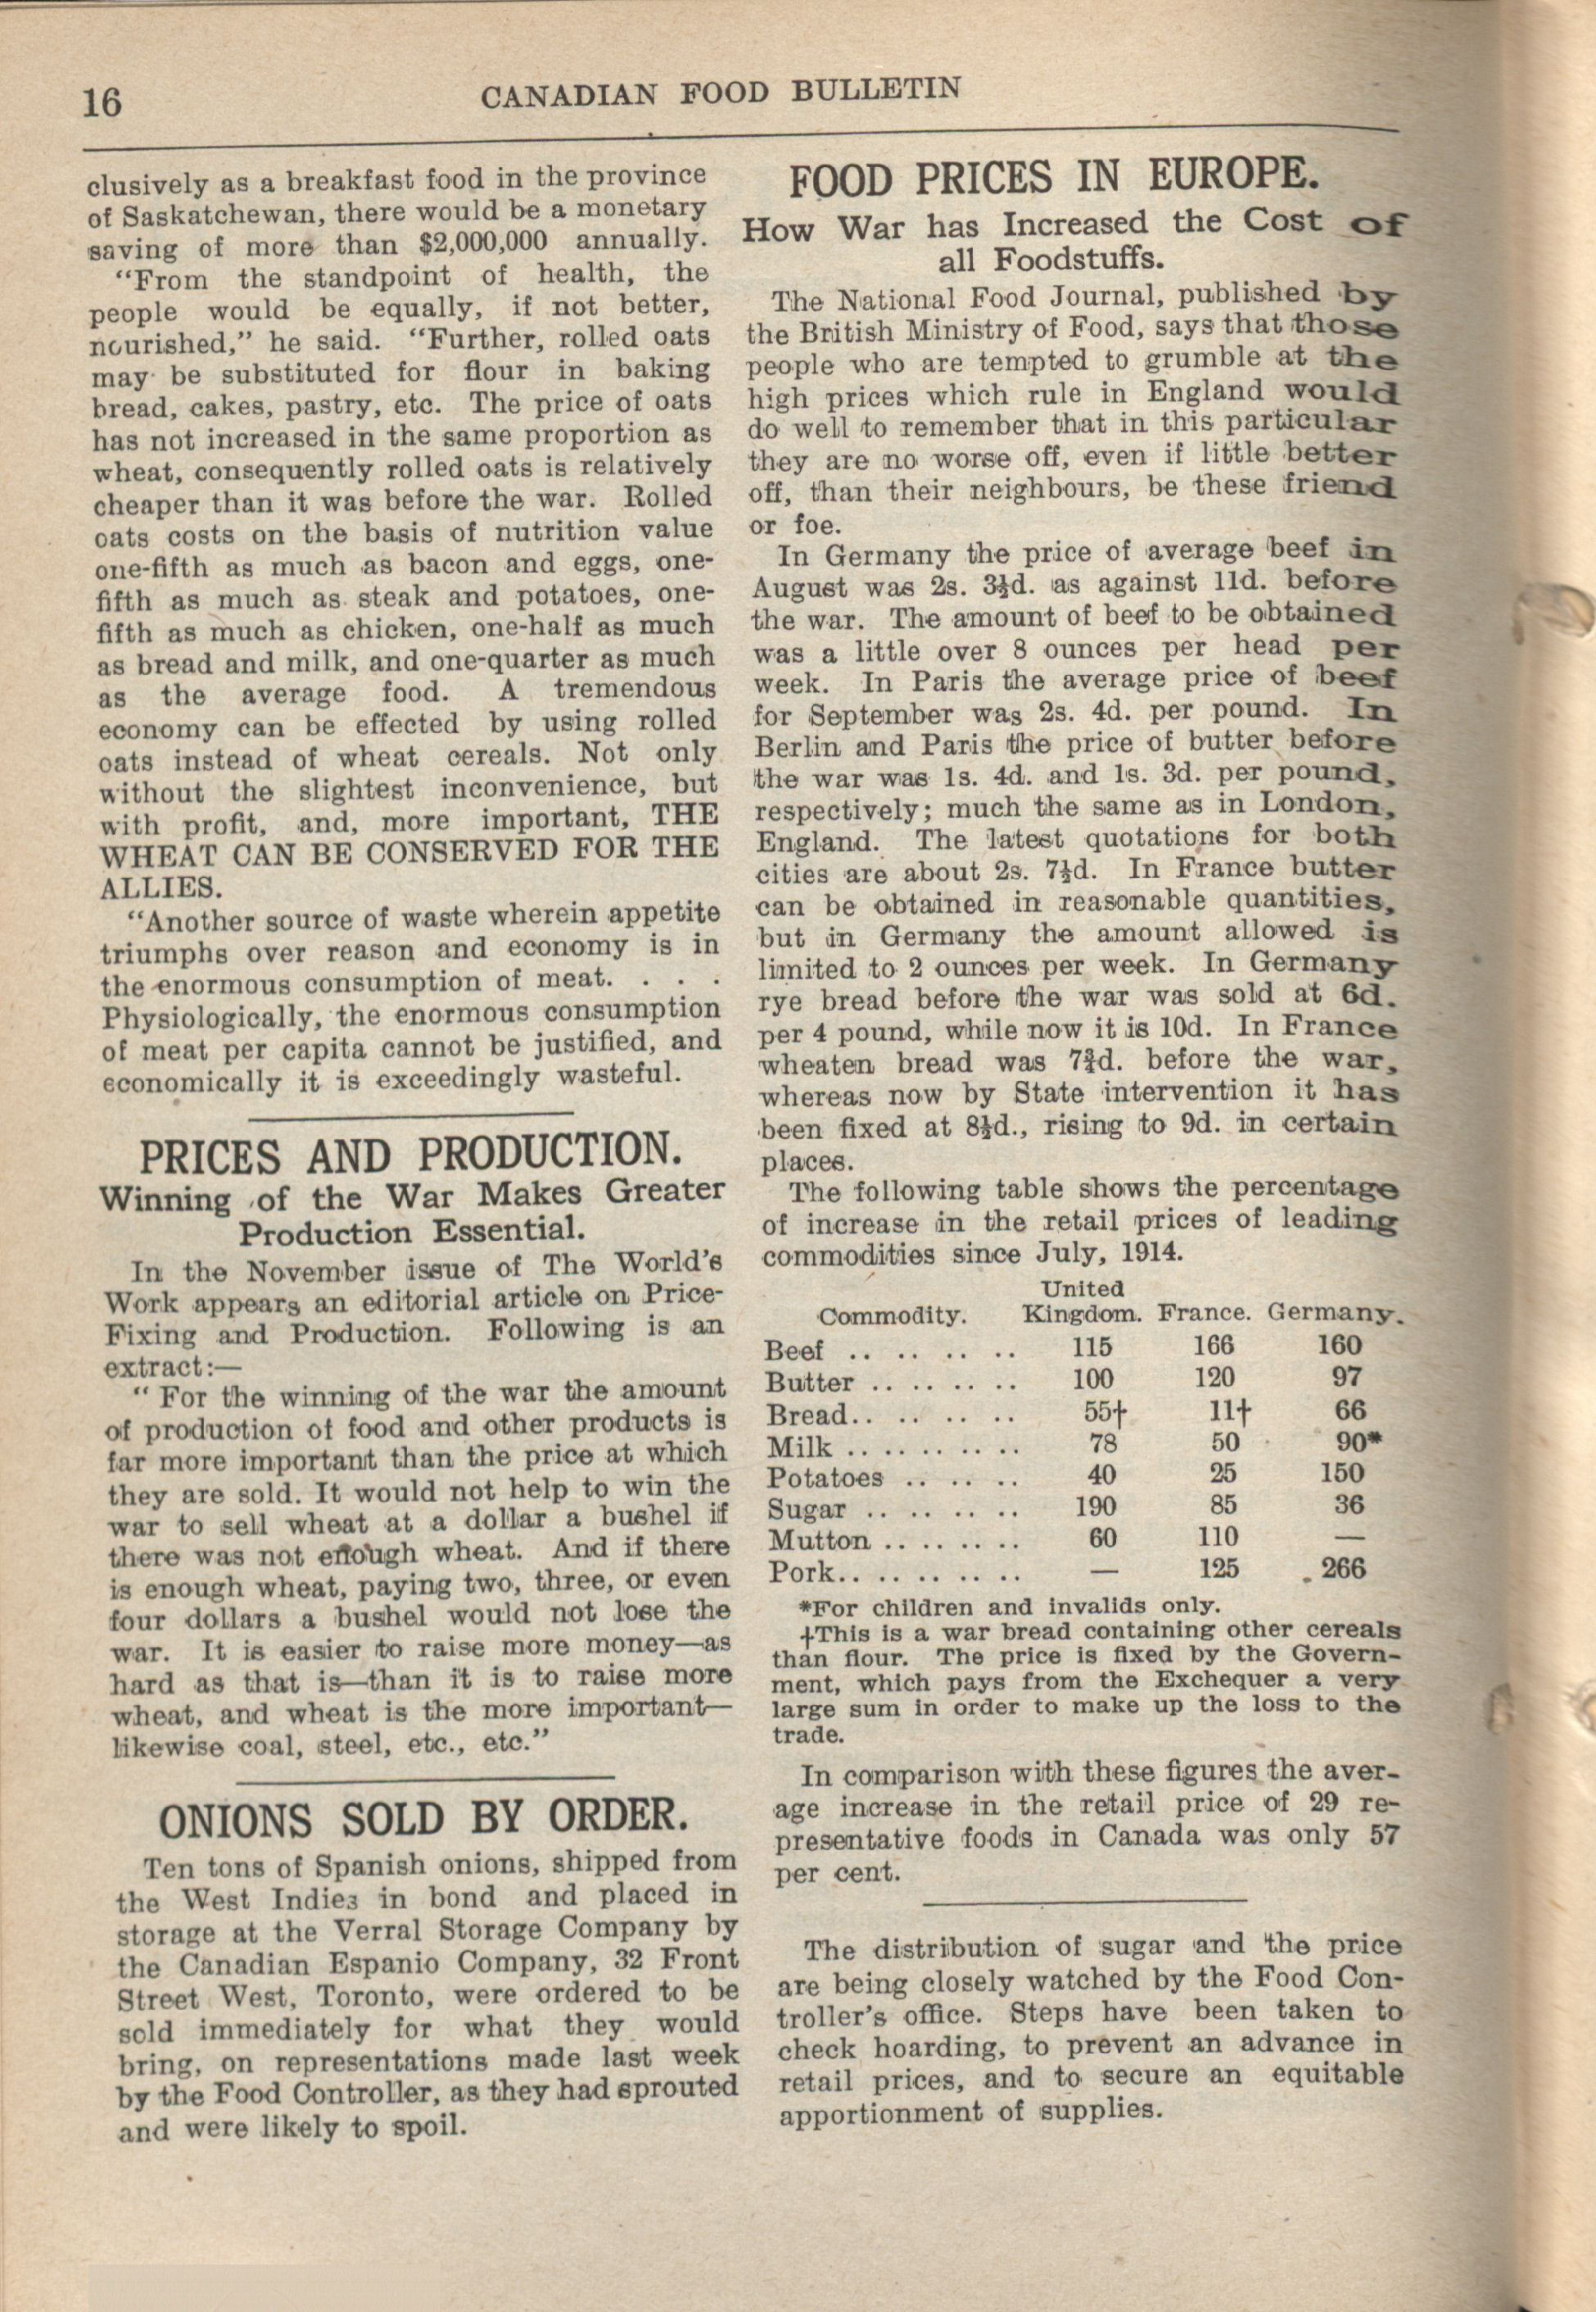 16
CANADIAN FOOD BULLETIN
clusively as a breakfast food in the province
of Saskatchewan, there would be a monetary
saving of more than $2,000,000 annually.
"From the standpoint of health, the
people would be equally, if not better,
nourished," he said. "Further, rolled oats
may be substituted for flour in baking
bread, cakes, pastry, etc. The price of oats
has not increased in the same proportion as
wheat, consequently rolled oats is relatively
cheaper than it was before the war. Rolled
oats costs on the basis of nutrition value
one-fifth as much as bacon and eggs, one-
fifth as much as steak and potatoes, one-
fifth as much as chicken, one-half as much
as bread and milk, and one-quarter as much
as the average food. A tremendous
economy can be effected by using rolled
oats instead of wheat cereals. Not only
without the slightest inconvenience, but
with profit, and, more important, THE
WHEAT CAN BE CONSERVED FOR THE
ALLIES.
"Another source of waste wherein appetite
triumphs over reason and economy is in
the enormous consumption of meat. . . .
Physiologically, the enormous consumption
of meat per capita cannot be justified, and
economically it is exceedingly wasteful.
PRICES AND PRODUCTION.
Winning of the War Makes Greater
Production Essential.
In the November issue of The World's
Work appears an editorial article on Price-
Fixing and Production. Following is an
extract:—
"For the winning of the war the amount
of production of food and other products is
far more important than the price at which
they are sold. It would not help to win the
war to sell wheat at a dollar a bushel if
there was not enough wheat. And if there
is enough wheat, paying two, three, or even
four dollars a bushel would not lose the
war. It is easier to raise more money—as
hard as that is—than it is to raise more
wheat, and wheat is the more important—
likewise coal, steel, etc., etc."
ONIONS SOLD BY ORDER.
Ten tons of Spanish onions, shipped from
the West Indies in bond and placed in
storage at the Verral Storage Company by
the Canadian Espanio Company, 32 Front
Street West, Toronto, were ordered to be
sold immediately for what they would
bring, on representations made last week
by the Food Controller, as they had sprouted
and were likely to spoil.
FOOD PRICES IN EUROPE.
How War has Increased the Cost of
all Foodstuffs.
The National Food Journal, published by
the British Ministry of Food, says that those
people who are tempted to grumble at the
high prices which rule in England would
do well to remember that in this particular
they are no worse off, even if little better
off, than their neighbours, be these friend
or foe.
In Germany the price of average beef in
August was 2s. 3½d. as against 11d. before
the war. The amount of beef to be obtained
was a little over 8 ounces per head per
week. In Paris the average price of beef
for September was 2s. 4d. per pound. In
Berlin and Paris the price of butter before
the war was 1s. 4d. and 1s. 3d. per pound,
respectively; much the same as in London,
England. The latest quotations for both
cities are about 2s. 7½d. In France butter
can be obtained in reasonable quantities,
but in Germany the amount allowed is
limited to 2 ounces per week. In Germany
rye bread before the war was sold at 6d.
per 4 pound, while now it is 10d. In France
wheaten bread was 7¾d. before the war,
whereas now by State intervention it has
been fixed at 8½d., rising to 9d. in certain
places.
The following table shows the percentage
of increase in the retail prices of leading
commodities since July, 1914.
United
Commodity. Kingdom. France. Germany.
Beef .. .. .. .. 115 166 160
Butter .. .. .. .. 100 120 97
Bread.. .. .. .. 55† 11† 66
Milk .. .. .. .. .. 78 50 90*
Potatoes .. .. .. 40 25 150
Sugar .. .. .. .. 190 85 36
Mutton .. .. .. .. 60 110 —
Pork.. .. .. .. .. — 125 266
*For children and invalids only.
†This is a war bread containing other cereals
than flour. The price is fixed by the Govern-
ment, which pays from the Exchequer a very
large sum in order to make up the loss to the
trade.
In comparison with these figures the aver-
age increase in the retail price of 29 re-
presentative foods in Canada was only 57
per cent.
The distribution of sugar and the price
are being closely watched by the Food Con-
troller's office. Steps have been taken to
check hoarding, to prevent an advance in
retail prices, and to secure an equitable
apportionment of supplies.